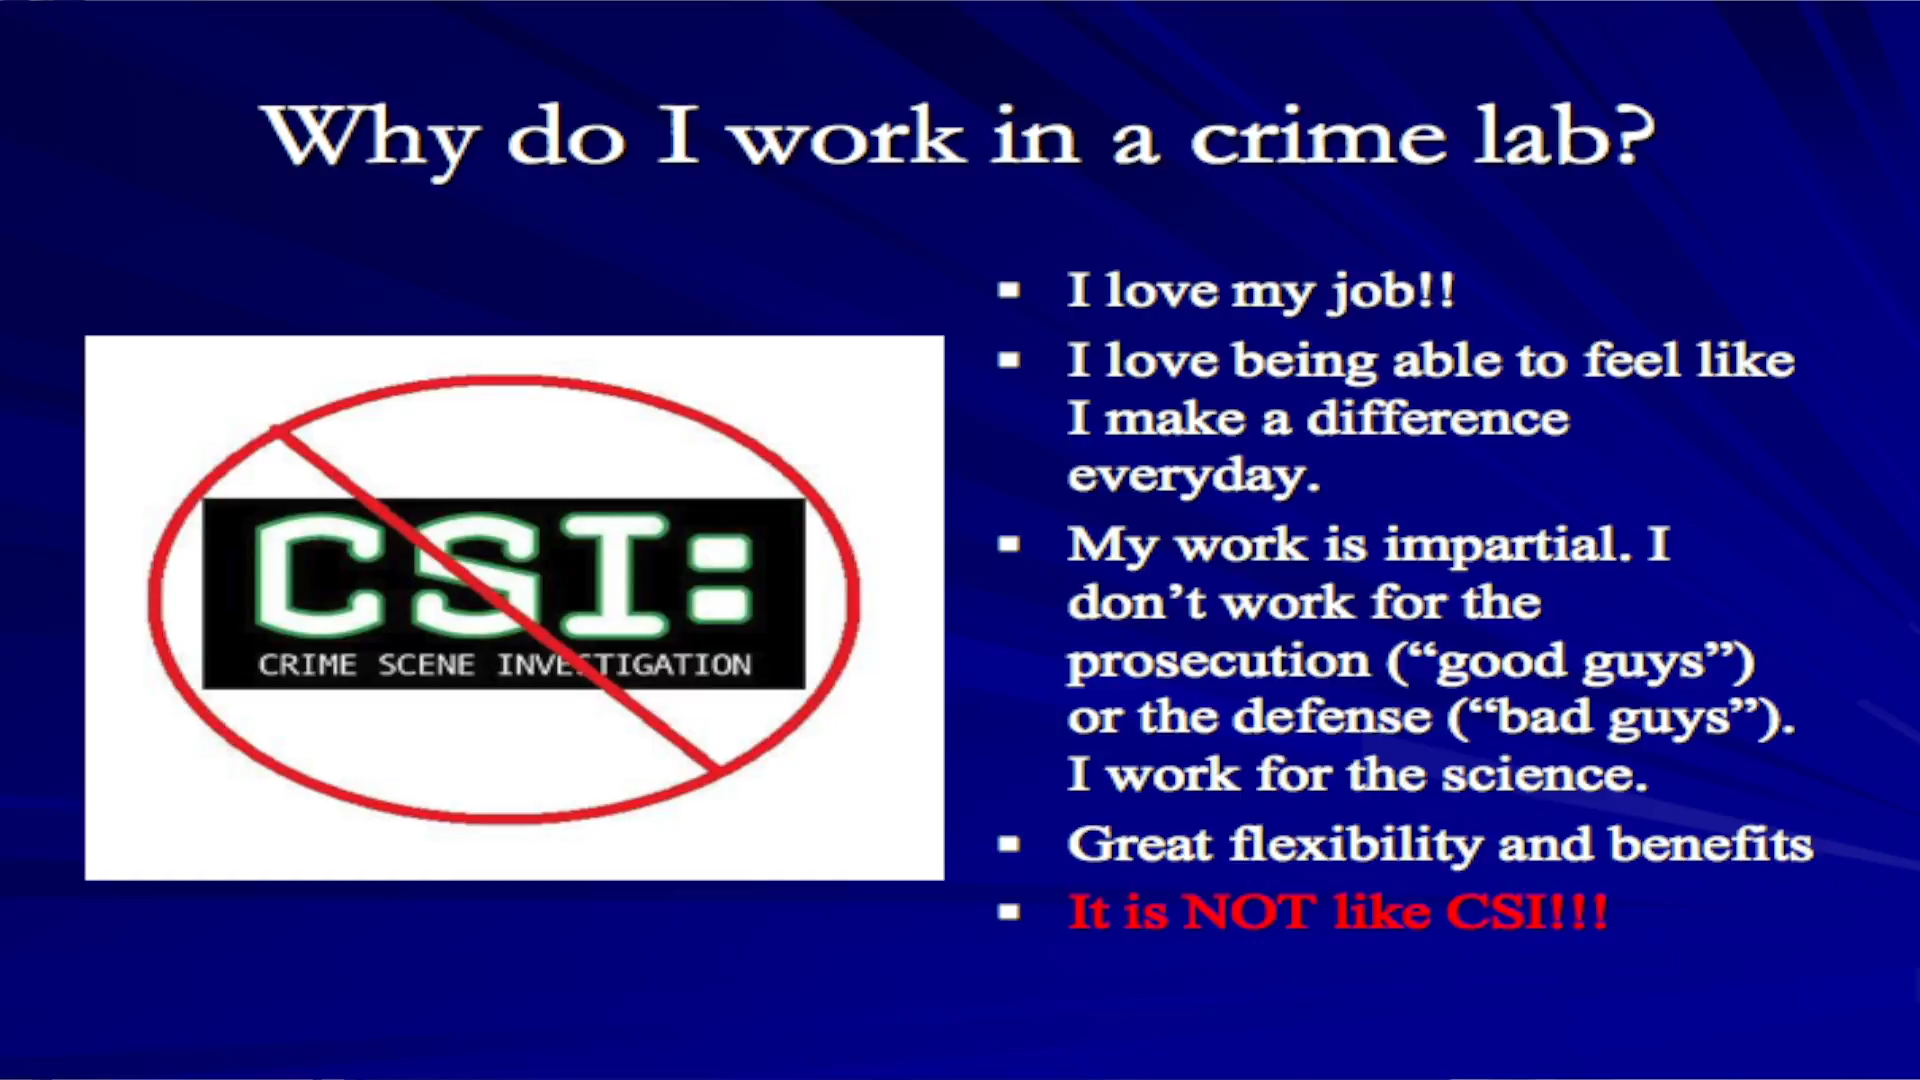 Why do I work in a crime lab?
CSI:
CRIME SCENE INVESTIGATION
I love my job!!
I love being able to feel like
I make a difference
everyday.
My work is impartial. I
don’t work for the
prosecution (“good guys”)
or the defense (“bad guys”).
I work for the science.
Great flexibility and benefits
It is NOT like CSI!!!